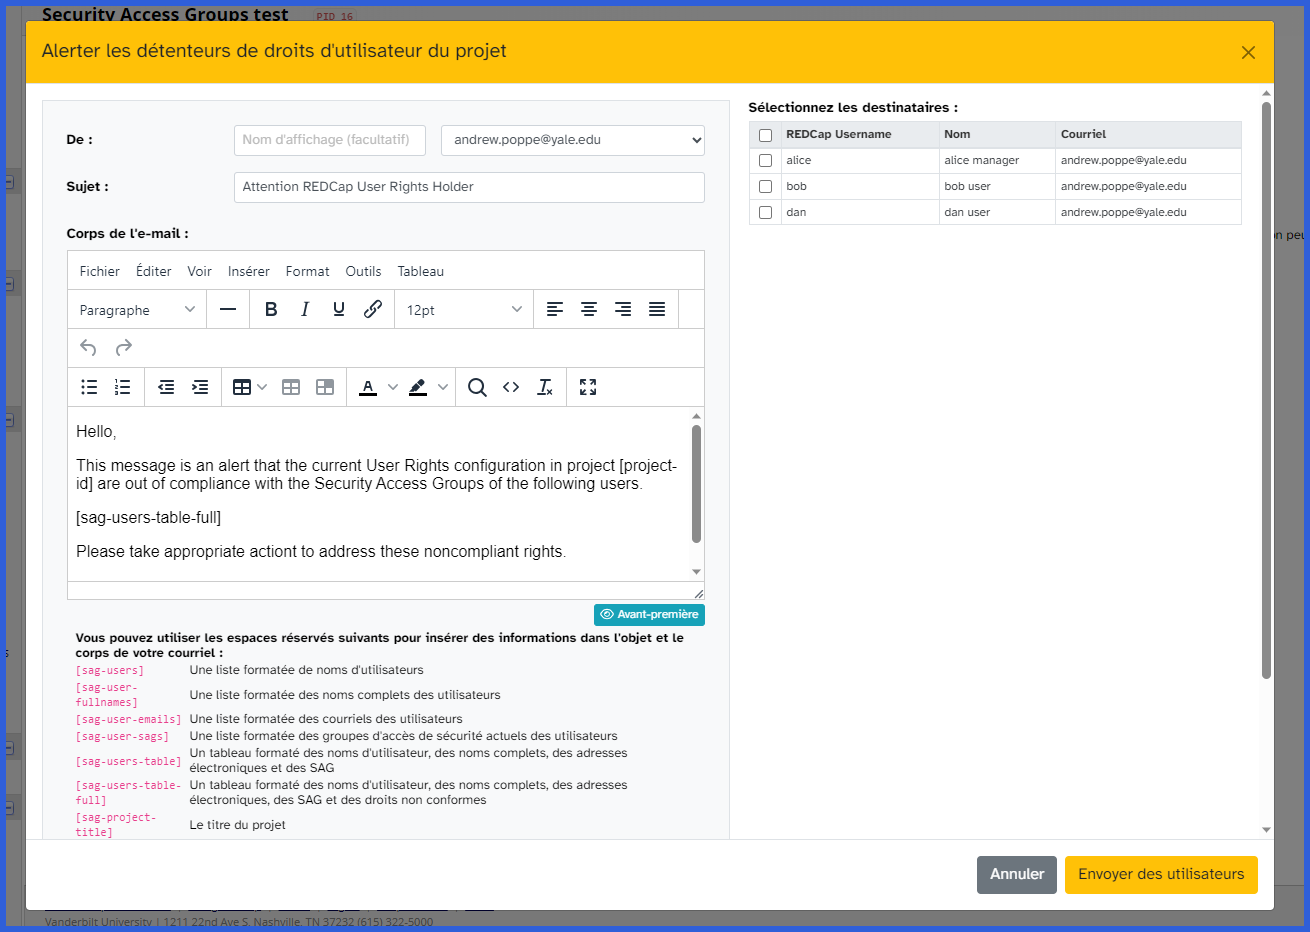 Security Access Groups test PID 16
Alerter les détenteurs de droits d'utilisateur du projet
De :
Nom d'affichage (facultatif)
andrew.poppe@yale.edu
Sujet :
Attention REDCap User Rights Holder
Corps de l'e-mail :
Fichier Éditer Voir Insérer Format Outils Tableau
Paragraphe B I U 12pt
A
Hello,
This message is an alert that the current User Rights configuration in project [project-
id] are out of compliance with the Security Access Groups of the following users.
[sag-users-table-full]
Please take appropriate actiont to address these noncompliant rights.
Avant-première
Vous pouvez utiliser les espaces réservés suivants pour insérer des informations dans l'objet et le
corps de votre courriel :
[sag-users] Une liste formatée de noms d'utilisateurs
[sag-user-
fullnames] Une liste formatée des noms complets des utilisateurs
[sag-user-emails] Une liste formatée des courriels des utilisateurs
[sag-user-sags] Une liste formatée des groupes d'accès de sécurité actuels des utilisateurs
[sag-users-table] Un tableau formaté des noms d'utilisateur, des noms complets, des adresses
électroniques et des SAG
[sag-users-table- Un tableau formaté des noms d'utilisateur, des noms complets, des adresses
full] électroniques, des SAG et des droits non conformes
[sag-project-
title] Le titre du projet
Sélectionnez les destinataires :
REDCap Username Nom Courriel
alice alice manager andrew.poppe@yale.edu
bob bob user andrew.poppe@yale.edu
dan dan user andrew.poppe@yale.edu
Annuler
Envoyer des utilisateurs
Vanderbilt University | 1211 22nd Ave S, Nashville, TN 37232 (615) 322-5000